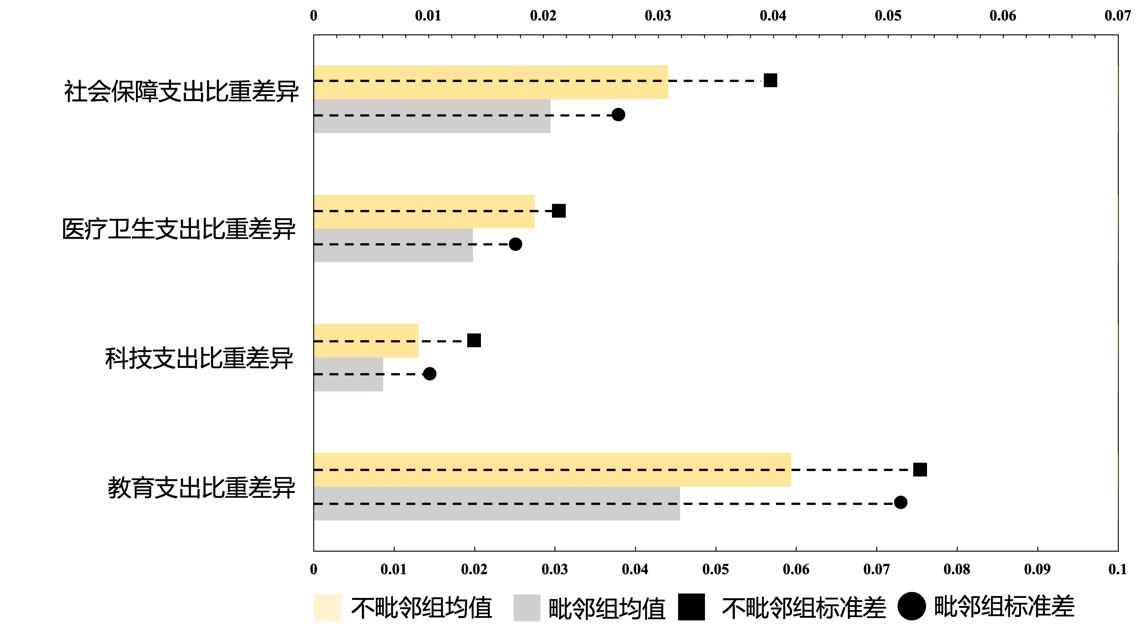 0 0.01 0.02 0.03 0.04 0.05 0.06 0.07
社会保障支出比重差异
医疗卫生支出比重差异
科技支出比重差异
教育支出比重差异
0 0.01 0.02 0.03 0.04 0.05 0.06 0.07 0.08 0.09 0.1
不毗邻组均值 毗邻组均值 不毗邻组标准差 毗邻组标准差